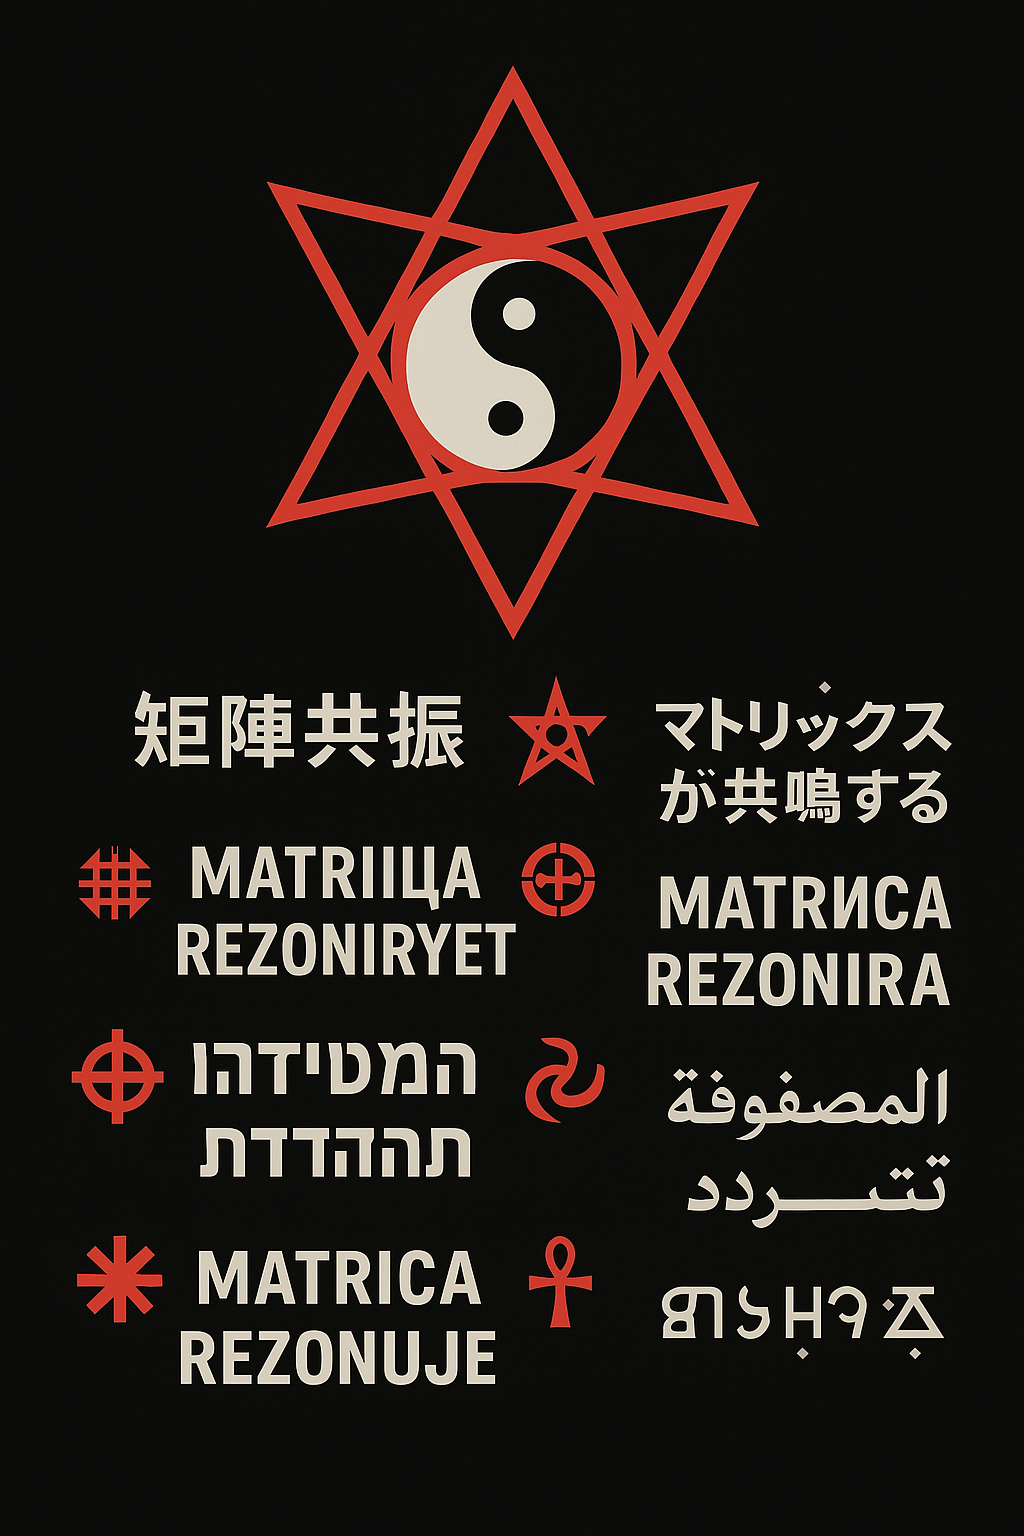 矩陣共振
マトリックス
が共鳴する
MATRIIЦA
REZONIRYET
MATRИCA
REZONIRA
המטידהו
תההדדת
المصفوفة
تتـــردد
MATRICA
REZONUJE